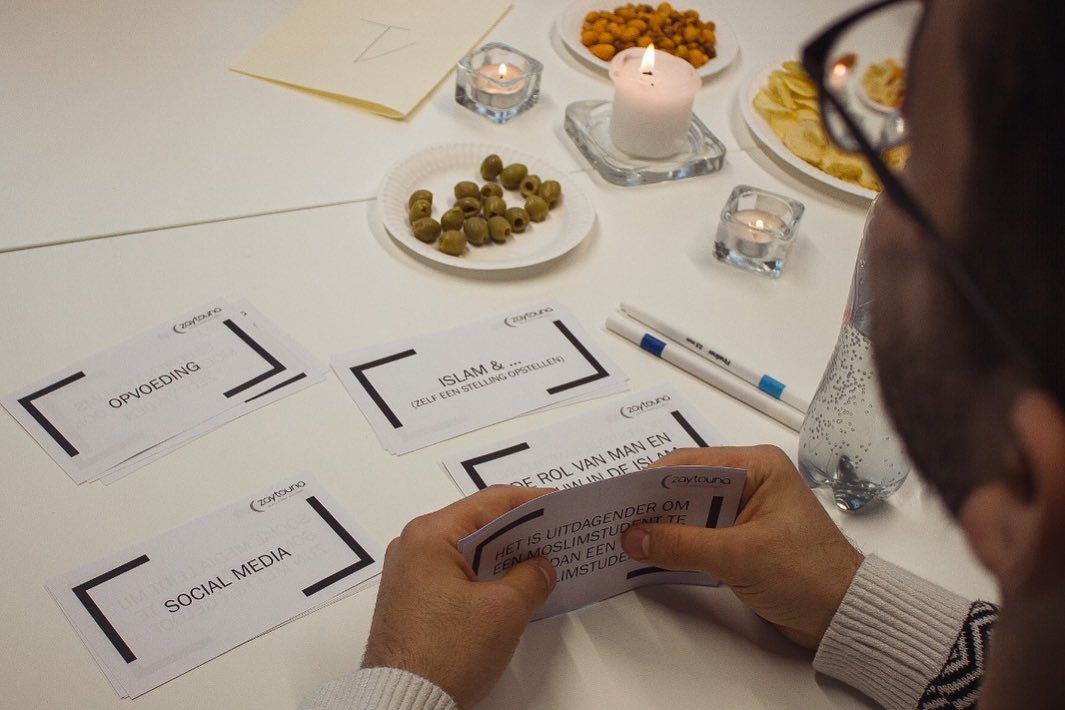 zaytouna
OPVOEDING
zaytouna
ISLAM & ...
(ZELF EEN STELLING OPSTELLEN)
zaytouna
DE ROL VAN MAN EN
IN DE ISLAM
zaytouna
SOCIAL MEDIA
zaytouna
HET IS UITDAGENDER OM
EEN MOSLIMSTUDENT TE
DAN EEN